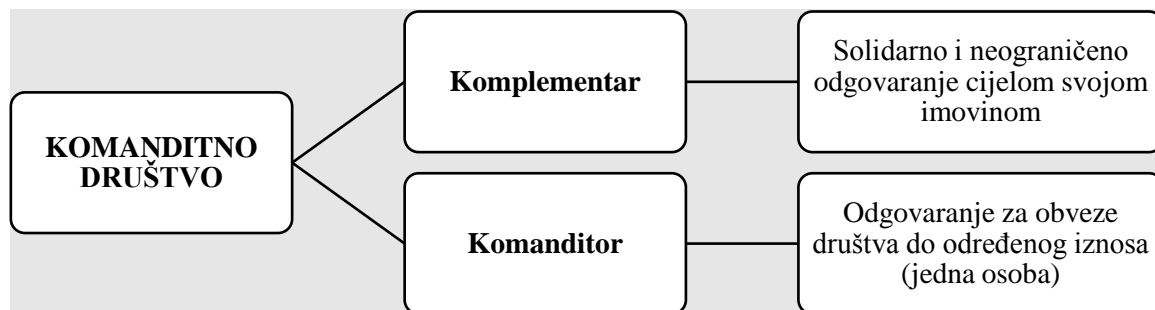 KOMANDITNO
DRUŠTVO
Komplementar
Solidarno i neograničeno
odgovaranje cijelom svojom
imovinom
Komanditor
Odgovaranje za obveze
društva do određenog iznosa
(jedna osoba)